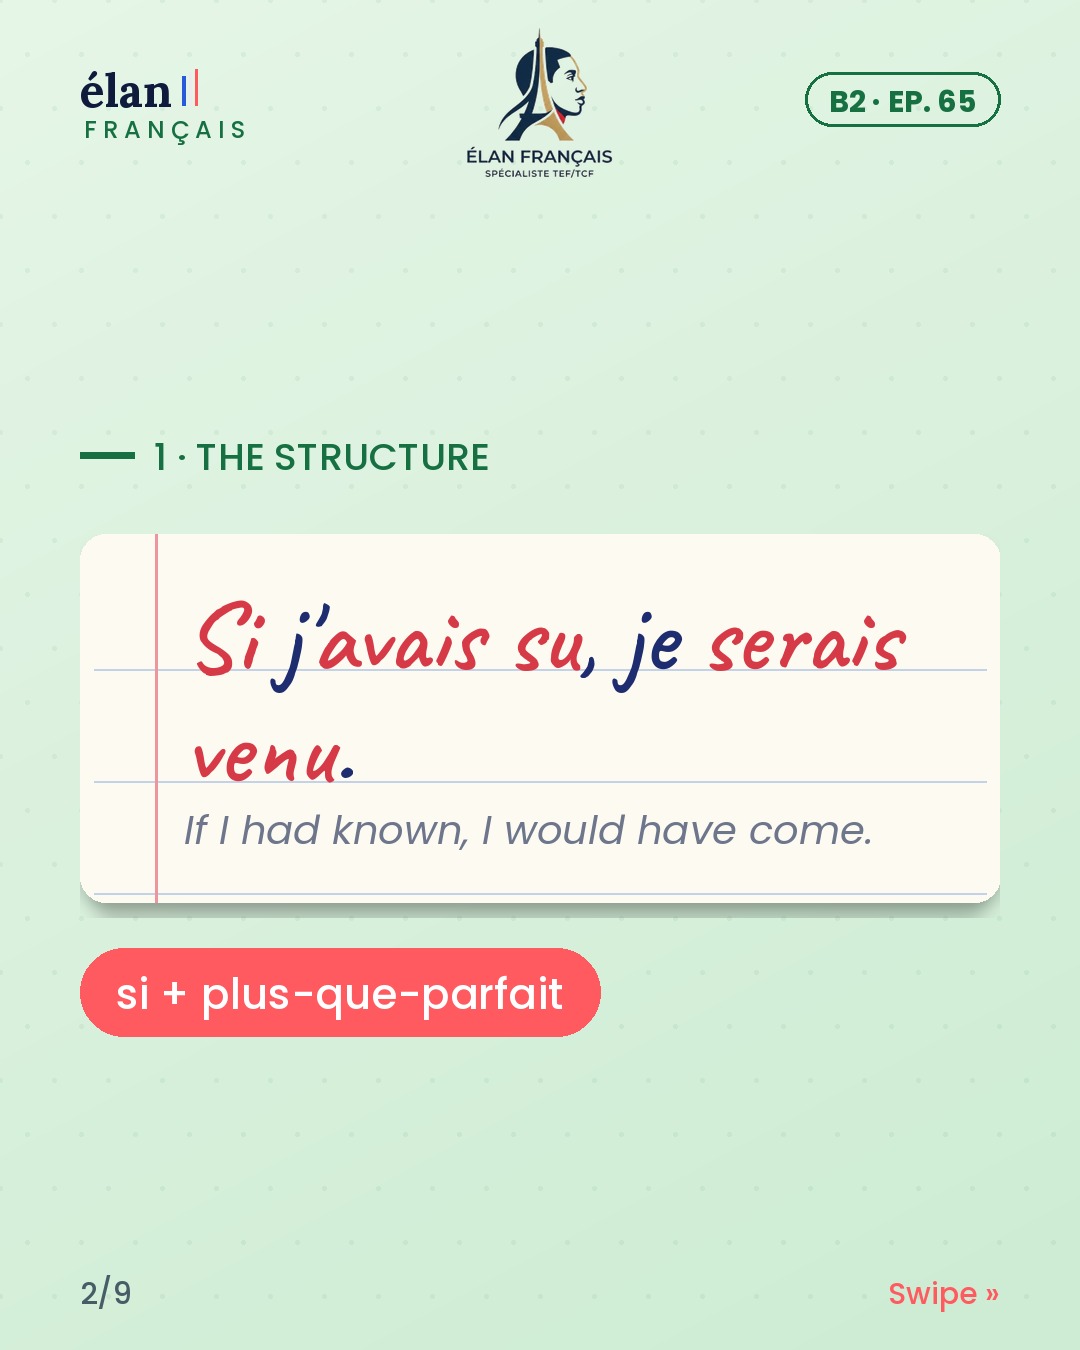 élan
FRANÇAIS
ÉLAN FRANÇAIS
SPÉCIALISTE TEF/TCF
B2 · EP. 65
1 · THE STRUCTURE
Si j'avais su, je serais
venu.
If I had known, I would have come.
si + plus-que-parfait
2/9
Swipe »